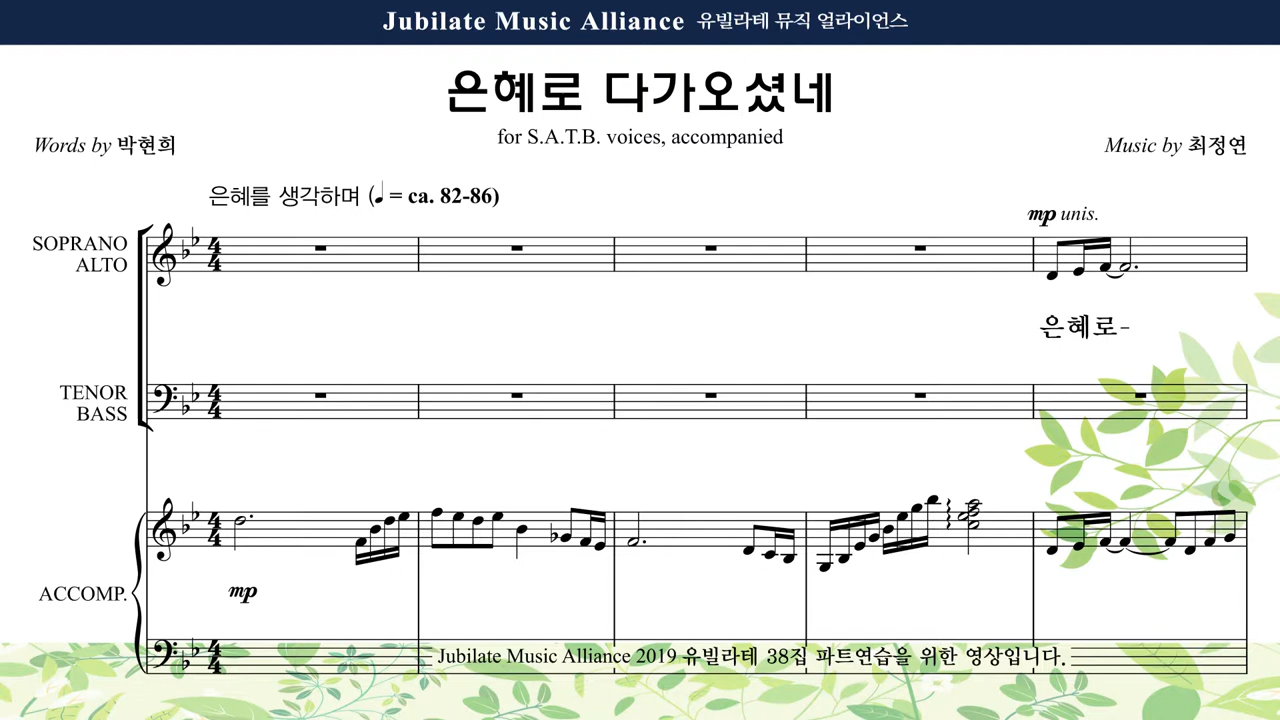 Jubilate Music Alliance 유빌라테 뮤직 얼라이언스
은혜로 다가오셨네
for S.A.T.B. voices, accompanied
Words by 박현희
Music by 최정연
은혜를 생각하며 (♩ = ca. 82-86)
mp unis.
SOPRANO
ALTO
은혜로-
TENOR
BASS
mp
ACCOMP.
Jubilate Music Alliance 2019 유빌라테 38집 파트연습을 위한 영상입니다.